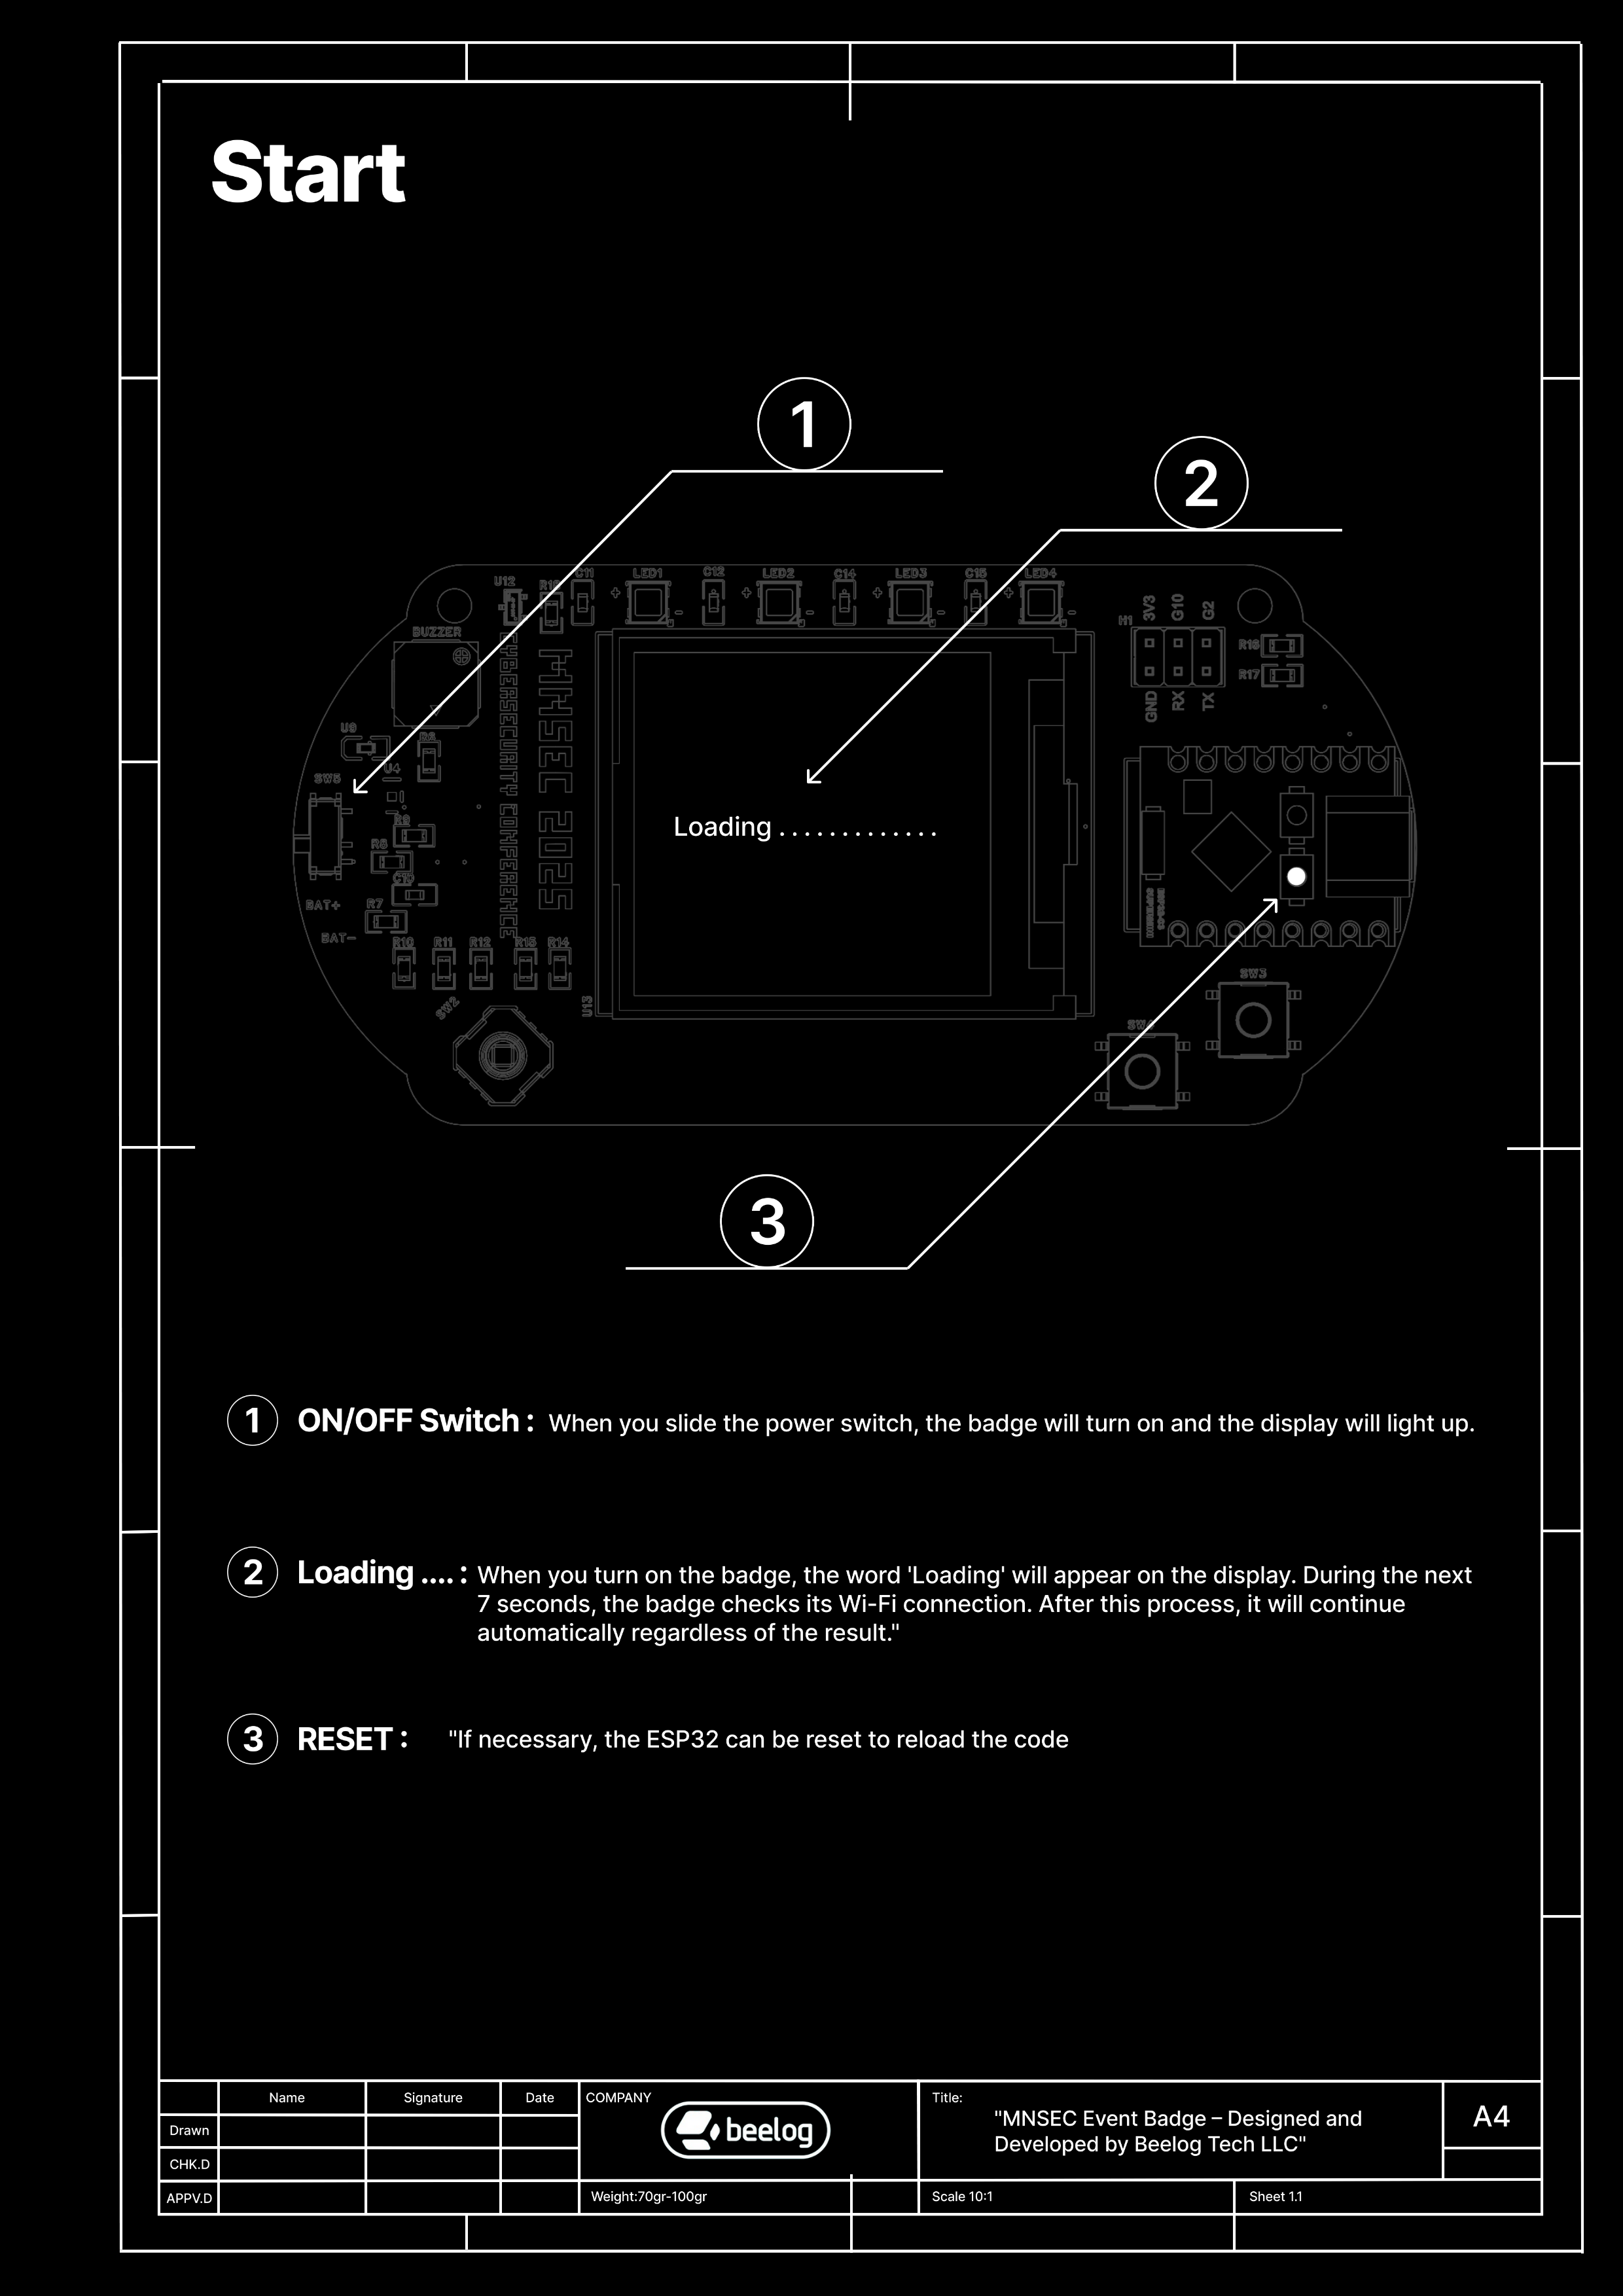 Start
1
2
U12
R13
C11
LED1
C12
LED2
C14
LED3
C15
LED4
BUZZER
H1
3V3
G10
G2
GND
RX
TX
R16
R17
U9
R6
U4
SW5
CYBERSECURITY CONFERENCE
MNSEC 2025
Loading . . . . . . . . . . . . .
R9
R8
R7
BAT+
BAT-
R10
R11
R12
R15
R14
SW2
U13
SW3
3
1 ON/OFF Switch : When you slide the power switch, the badge will turn on and the display will light up.
2 Loading .... : When you turn on the badge, the word 'Loading' will appear on the display. During the next
7 seconds, the badge checks its Wi-Fi connection. After this process, it will continue
automatically regardless of the result."
3 RESET : "If necessary, the ESP32 can be reset to reload the code
Name
Signature
Date
Drawn
CHK.D
APPV.D
COMPANY
beelog
Weight:70gr-100gr
Title:
"MNSEC Event Badge – Designed and
Developed by Beelog Tech LLC"
A4
Scale 10:1
Sheet 1.1